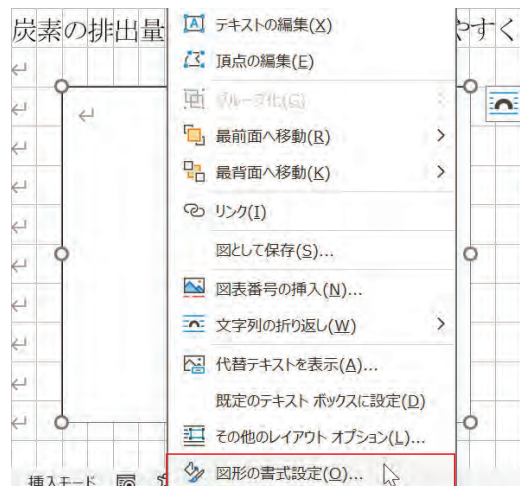 炭素の排出量
やすく
テキストの編集(X)
頂点の編集(E)
グループ化(G)
最前面へ移動(R)
最背面へ移動(K)
リンク(I)
図として保存(S)...
図表番号の挿入(N)...
文字列の折り返し(W)
代替テキストを表示(A)...
既定のテキスト ボックスに設定(D)
その他のレイアウト オプション(L)...
図形の書式設定(O)...
挿入モード